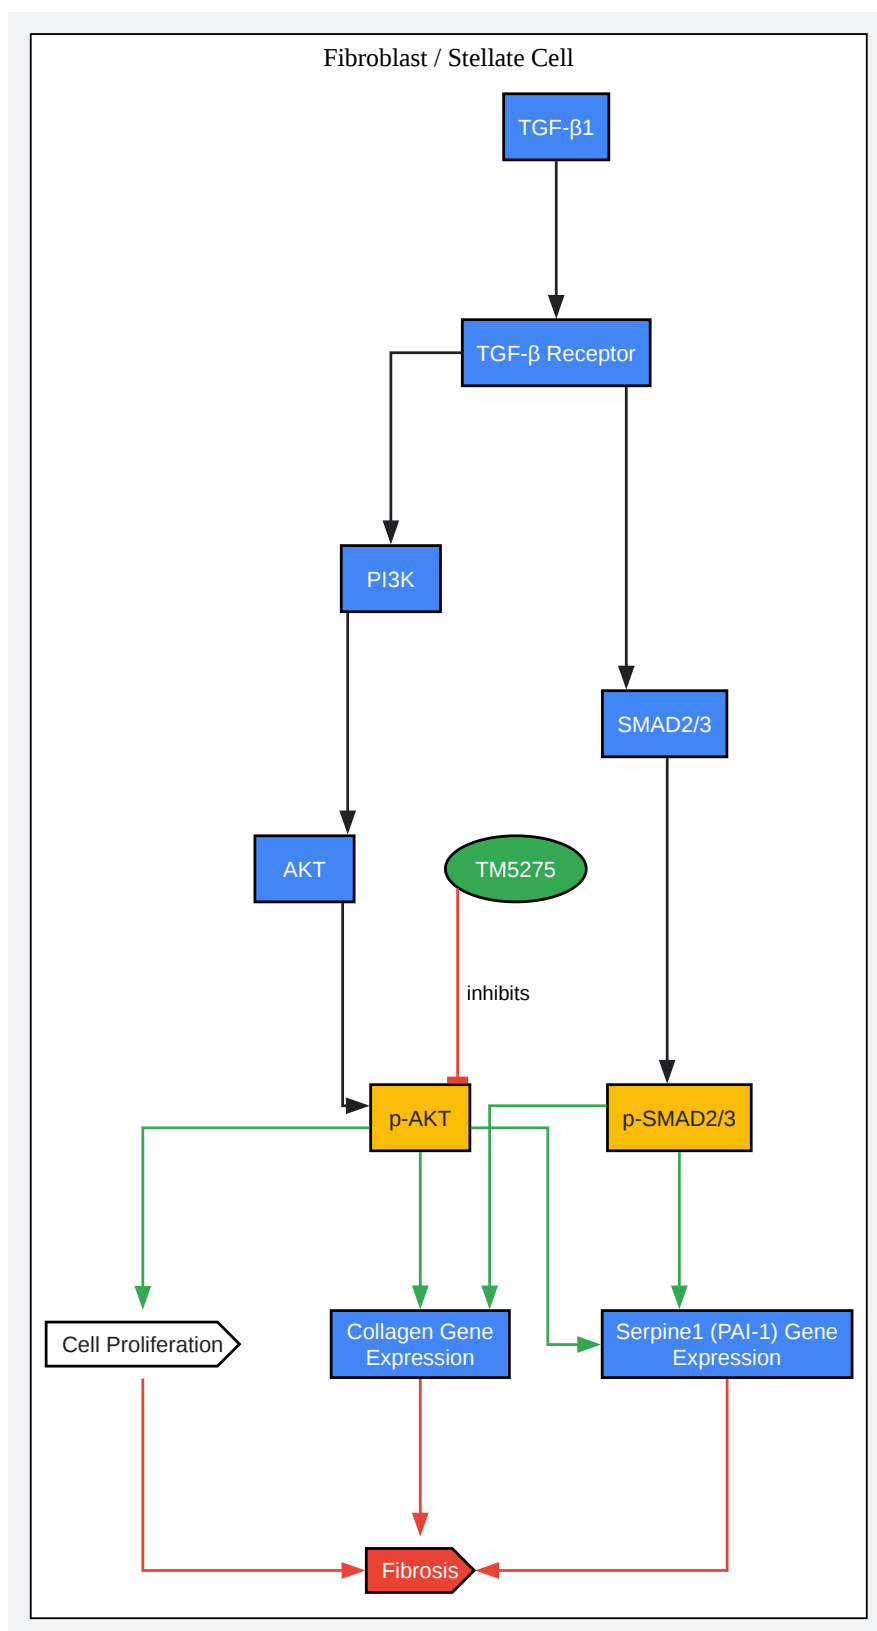 Fibroblast / Stellate Cell
TGF-β1
TGF-β Receptor
PI3K
SMAD2/3
AKT
TM5275
inhibits
p-AKT
p-SMAD2/3
Cell Proliferation
Collagen Gene
Expression
Serpine1 (PAI-1) Gene
Expression
Fibrosis